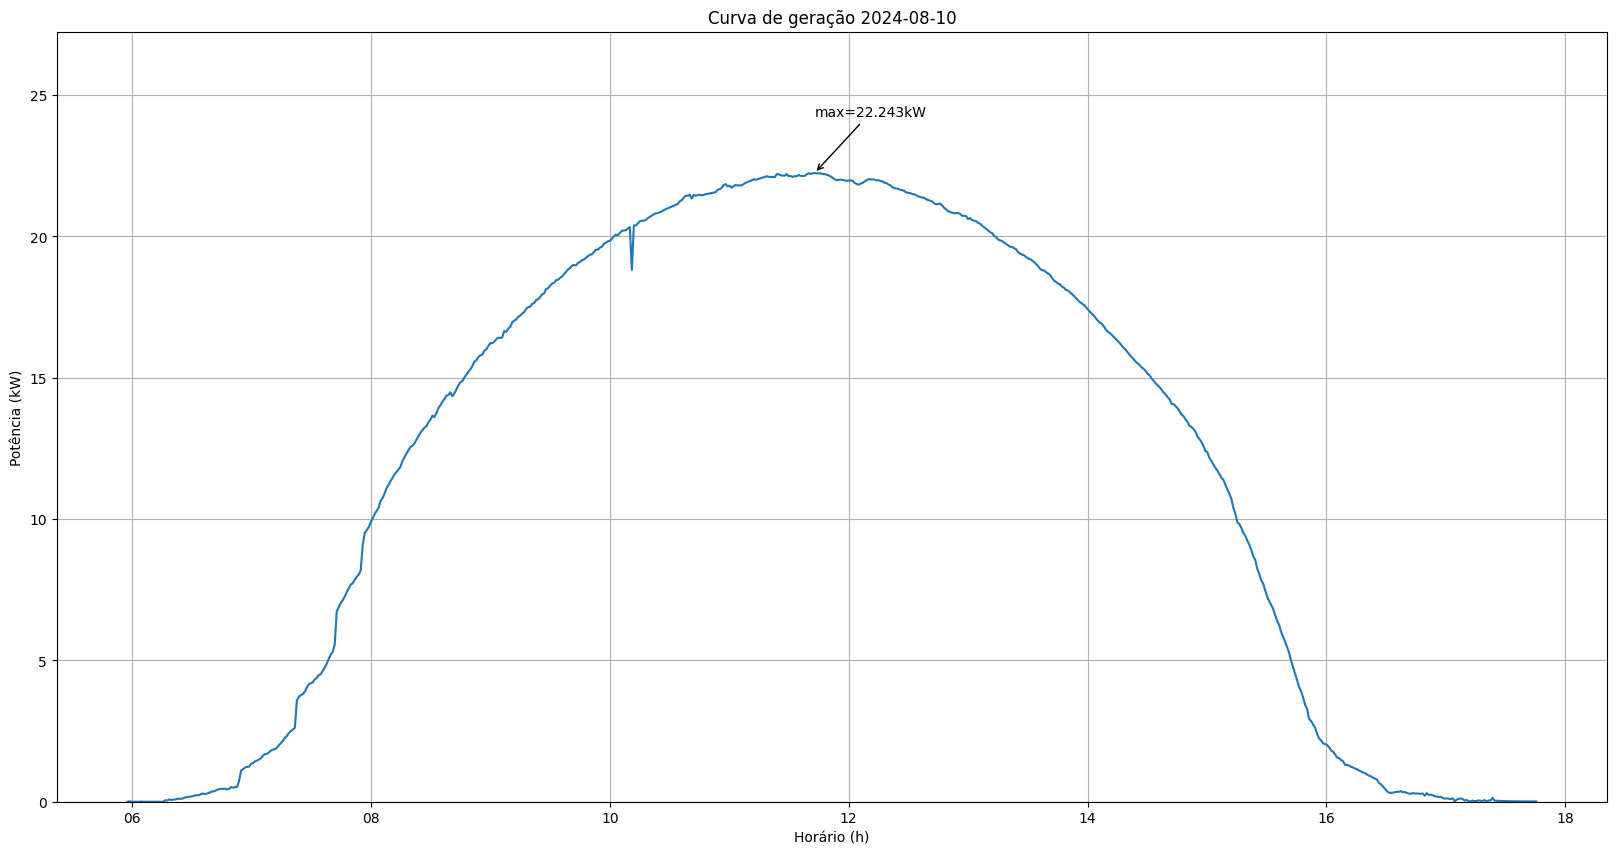 Curva de geração 2024-08-10
max=22.243kW
Potência (kW)
25
20
15
10
5
0
06 08 10 12 14 16 18
Horário (h)